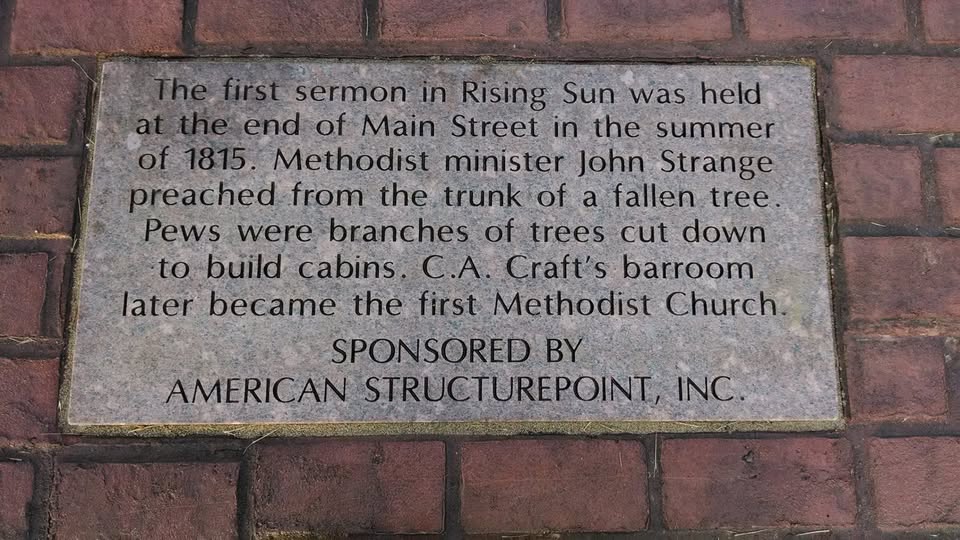 The first sermon in Rising Sun was held
at the end of Main Street in the summer
of 1815. Methodist minister John Strange
preached from the trunk of a fallen tree.
Pews were branches of trees cut down
to build cabins. C.A. Craft's barroom
later became the first Methodist Church.
SPONSORED BY
AMERICAN STRUCTUREPOINT, INC.